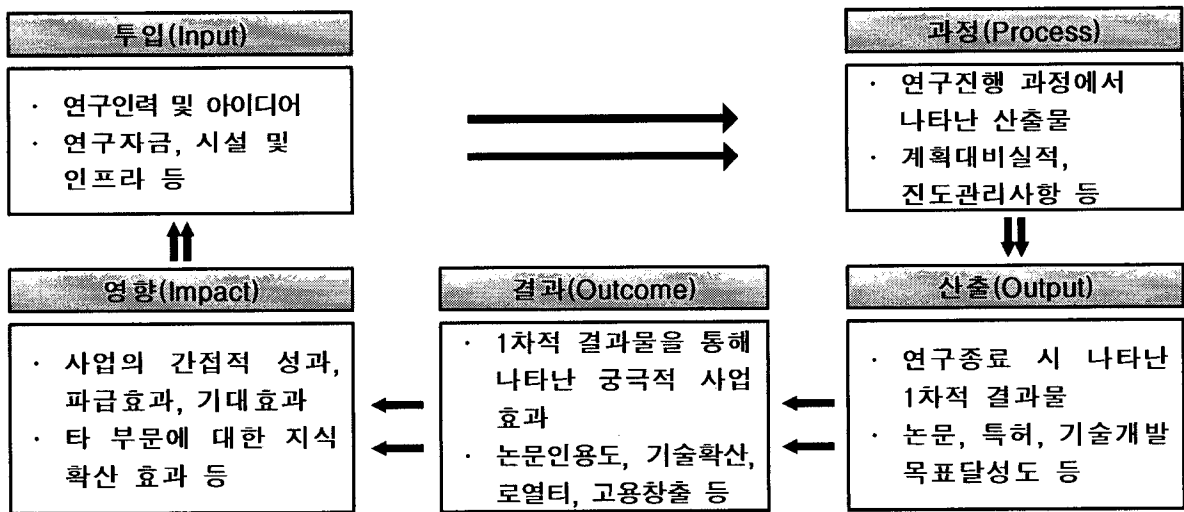 투입(Input)
· 연구인력 및 아이디어
· 연구자금, 시설 및
인프라 등
과정(Process)
· 연구진행 과정에서
나타난 산출물
· 계획대비실적,
진도관리사항 등
영향(Impact)
· 사업의 간접적 성과,
파급효과, 기대효과
· 타 부문에 대한 지식
확산 효과 등
결과(Outcome)
· 1차적 결과물을 통해
나타난 궁극적 사업
효과
· 논문인용도, 기술확산,
로열티, 고용창출 등
산출(Output)
· 연구종료 시 나타난
1차적 결과물
· 논문, 특허, 기술개발
목표달성도 등